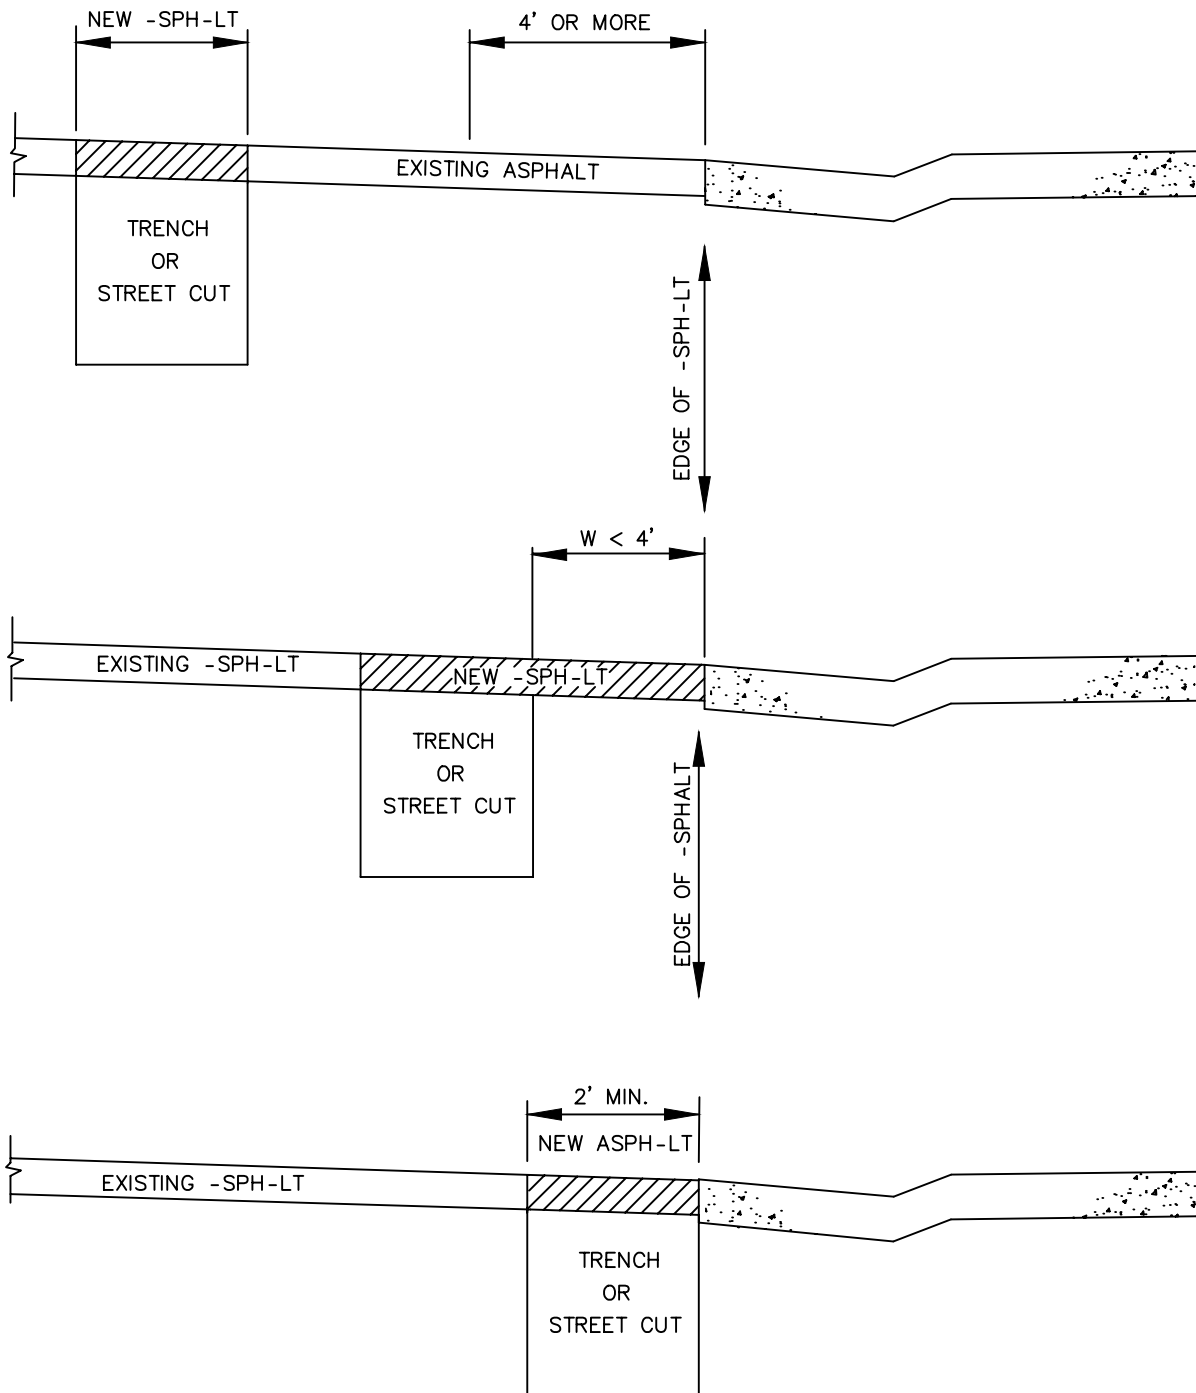 NEW -SPH-LT
4' OR MORE
EXISTING ASPHALT
TRENCH
OR
STREET CUT
EDGE OF -SPH-LT
W < 4'
EXISTING -SPH-LT
NEW -SPH-LT
TRENCH
OR
STREET CUT
EDGE OF -SPHALT
2' MIN.
NEW ASPH-LT
EXISTING -SPH-LT
TRENCH
OR
STREET CUT